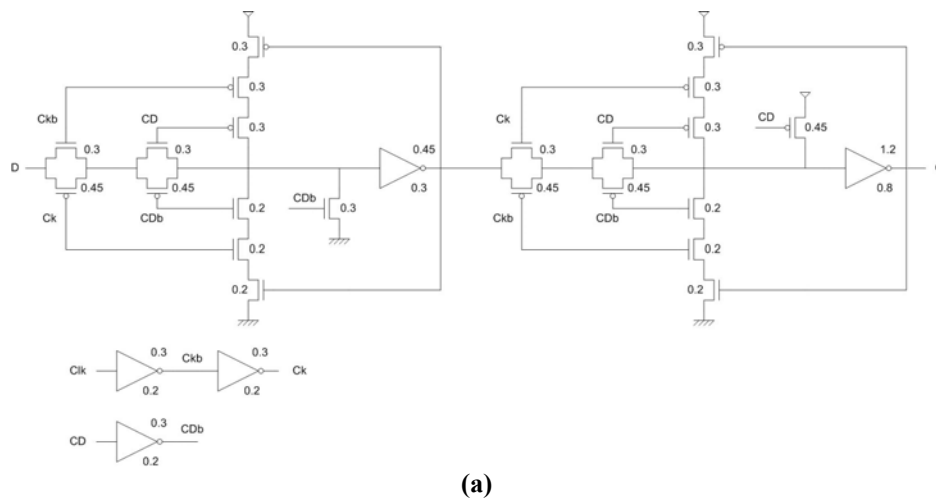 0.3 0.3
0.3 0.3
Ckb Ck CD
CD 0.3 CD 0.3 0.45
0.3 0.3 0.45 0.3 0.3 1.2
D
0.45 0.45 0.3 0.45 0.45 0.8
CDb 0.2 CDb 0.3 0.2
Ck CDb Ckb CDb
0.2 0.2
0.2 0.2
0.3 Ckb 0.3
Clk Ck
0.2 0.2
0.3
CD CDb
0.2
(a)